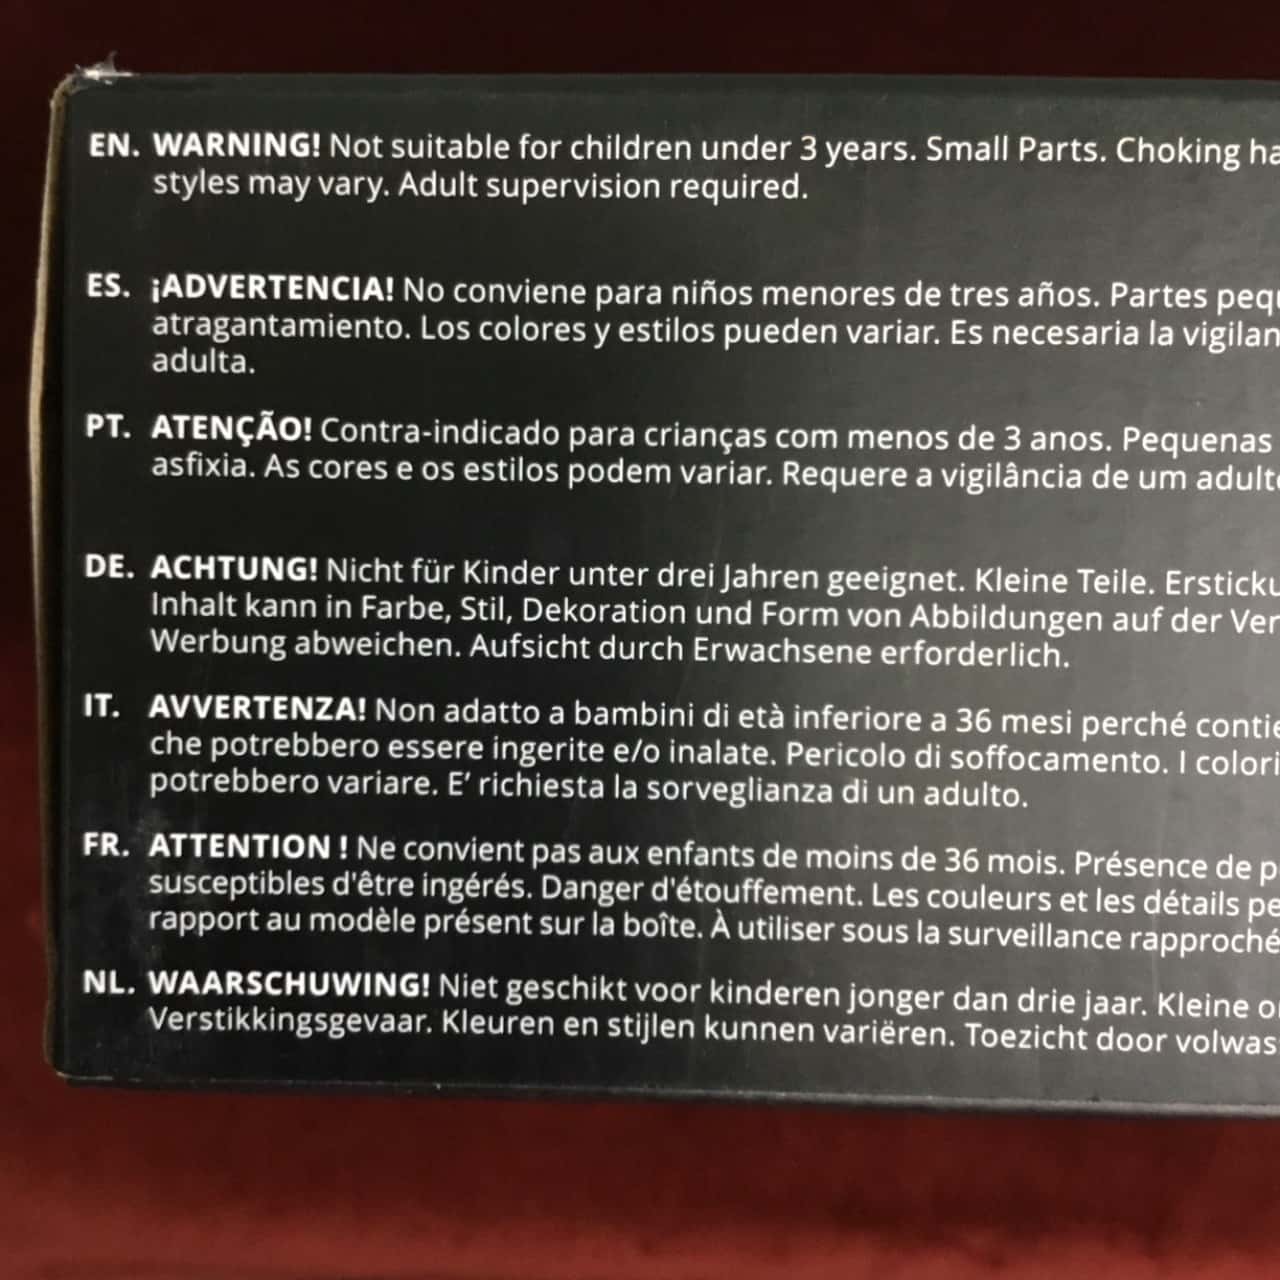 EN. WARNING! Not suitable for children under 3 years. Small Parts. Choking
styles may vary. Adult supervision required.
ES. ¡ADVERTENCIA! No conviene para niños menores de tres años. Partes
atragantamiento. Los colores y estilos pueden variar. Es necesaria la
adulta.
PT. ATENÇÃO! Contra-indicado para crianças com menos de 3 anos. Pequenas
asfixia. As cores e os estilos podem variar. Requere a vigilância de um
DE. ACHTUNG! Nicht für Kinder unter drei Jahren geeignet. Kleine Teile.
Inhalt kann in Farbe, Stil, Dekoration und Form von Abbildungen auf der
Werbung abweichen. Aufsicht durch Erwachsene erforderlich.
IT. AVVERTENZA! Non adatto a bambini di età inferiore a 36 mesi perché
che potrebbero essere ingerite e/o inalate. Pericolo di soffocamento. I colori
potrebbero variare. E’ richiesta la sorveglianza di un adulto.
FR. ATTENTION ! Ne convient pas aux enfants de moins de 36 mois. Présence de
susceptibles d'être ingérés. Danger d'étouffement. Les couleurs et les détails
rapport au modèle présent sur la boîte. À utiliser sous la surveillance
NL. WAARSCHUWING! Niet geschikt voor kinderen jonger dan drie jaar. Kleine
Verstikkingsgevaar. Kleuren en stijlen kunnen variëren. Toezicht door